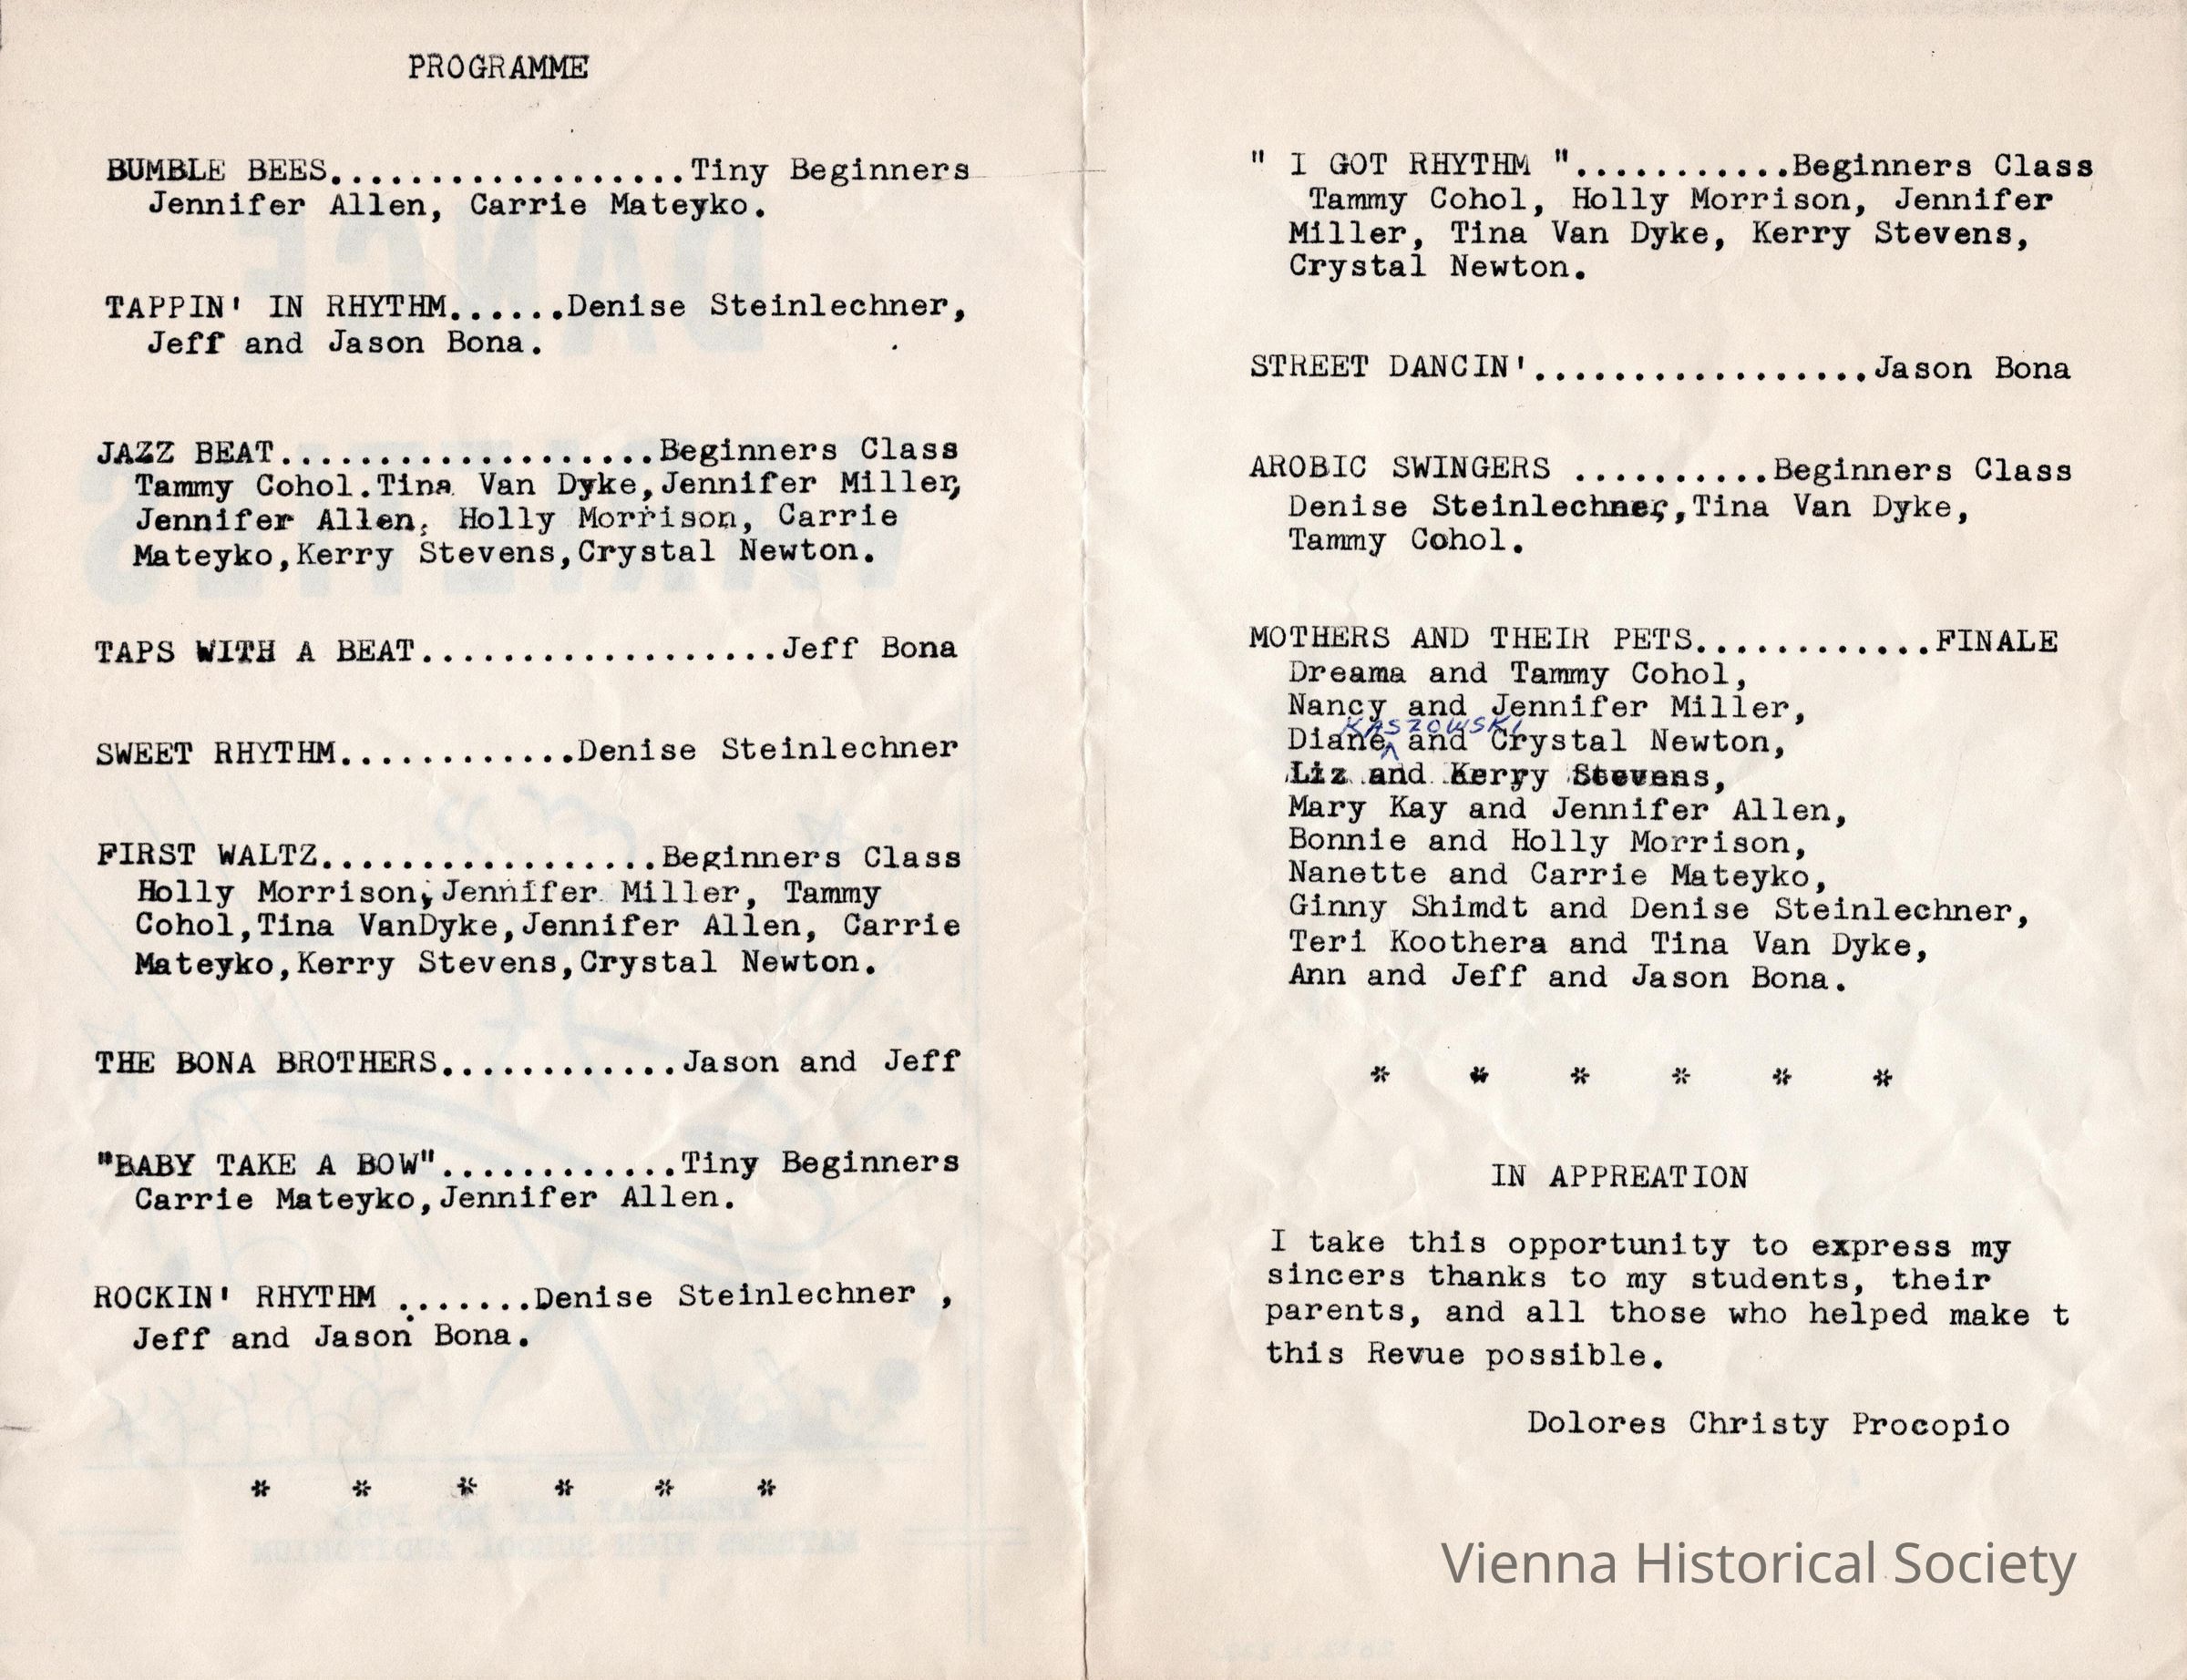 PROGRAMME
BUMBLE BEES..................Tiny Beginners
Jennifer Allen, Carrie Mateyko.
TAPPIN' IN RHYTHM......Denise Steinlechner,
Jeff and Jason Bona.
JAZZ BEAT...................Beginners Class
Tammy Cohol.Tina Van Dyke,Jennifer Miller,
Jennifer Allen, Holly Morrison, Carrie
Mateyko,Kerry Stevens,Crystal Newton.
TAPS WITH A BEAT..................Jeff Bona
SWEET RHYTHM............Denise Steinlechner
FIRST WALTZ.................Beginners Class
Holly Morrison,Jennifer Miller, Tammy
Cohol,Tina VanDyke,Jennifer Allen, Carrie
Mateyko,Kerry Stevens,Crystal Newton.
THE BONA BROTHERS............Jason and Jeff
"BABY TAKE A BOW"............Tiny Beginners
Carrie Mateyko,Jennifer Allen.
ROCKIN' RHYTHM .......Denise Steinlechner ,
Jeff and Jason Bona.
* * * * * *
" I GOT RHYTHM "...........Beginners Class
Tammy Cohol, Holly Morrison, Jennifer
Miller, Tina Van Dyke, Kerry Stevens,
Crystal Newton.
STREET DANCIN'.................Jason Bona
AROBIC SWINGERS ..........Beginners Class
Denise Steinlechner,Tina Van Dyke,
Tammy Cohol.
MOTHERS AND THEIR PETS............FINALE
Dreama and Tammy Cohol,
Nancy and Jennifer Miller,
KASZOWSKI
Diane^ and Crystal Newton,
Liz and Kerry Stevens,
Mary Kay and Jennifer Allen,
Bonnie and Holly Morrison,
Nanette and Carrie Mateyko,
Ginny Shimdt and Denise Steinlechner,
Teri Koothera and Tina Van Dyke,
Ann and Jeff and Jason Bona.
* * * * * *
IN APPREATION
I take this opportunity to express my
sincers thanks to my students, their
parents, and all those who helped make t
this Revue possible.
Dolores Christy Procopio
Vienna Historical Society